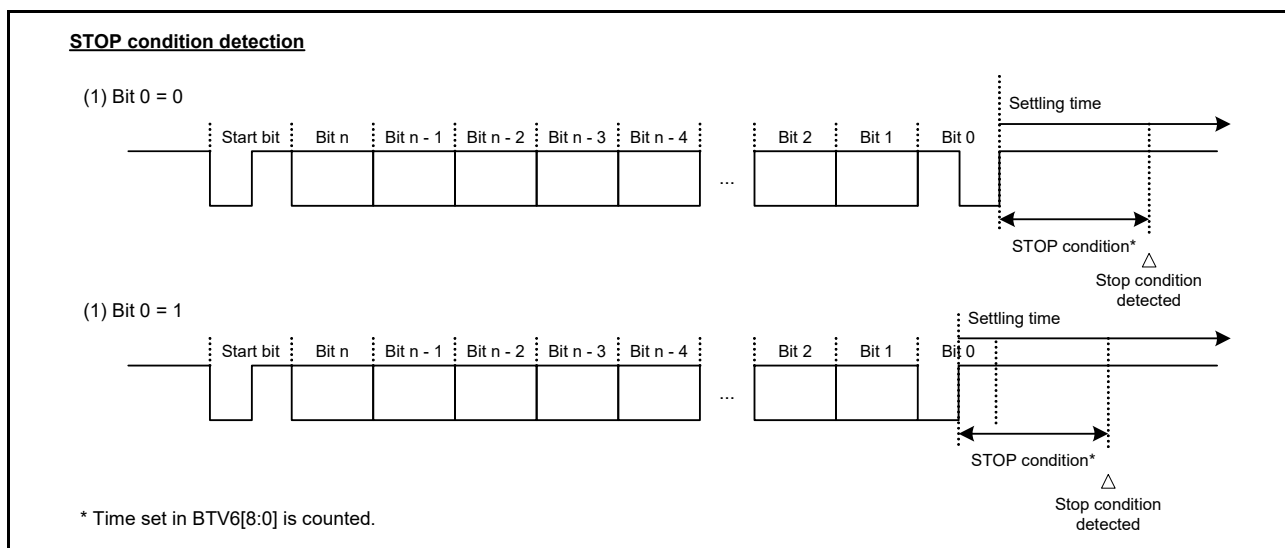 STOP condition detection
(1) Bit 0 = 0
Settling time
Start bit Bit n Bit n - 1 Bit n - 2 Bit n - 3 Bit n - 4 Bit 2 Bit 1 Bit 0
...
STOP condition*
Stop condition
detected
(1) Bit 0 = 1
Settling time
Start bit Bit n Bit n - 1 Bit n - 2 Bit n - 3 Bit n - 4 Bit 2 Bit 1 Bit 0
...
STOP condition*
Stop condition
detected
* Time set in BTV6[8:0] is counted.